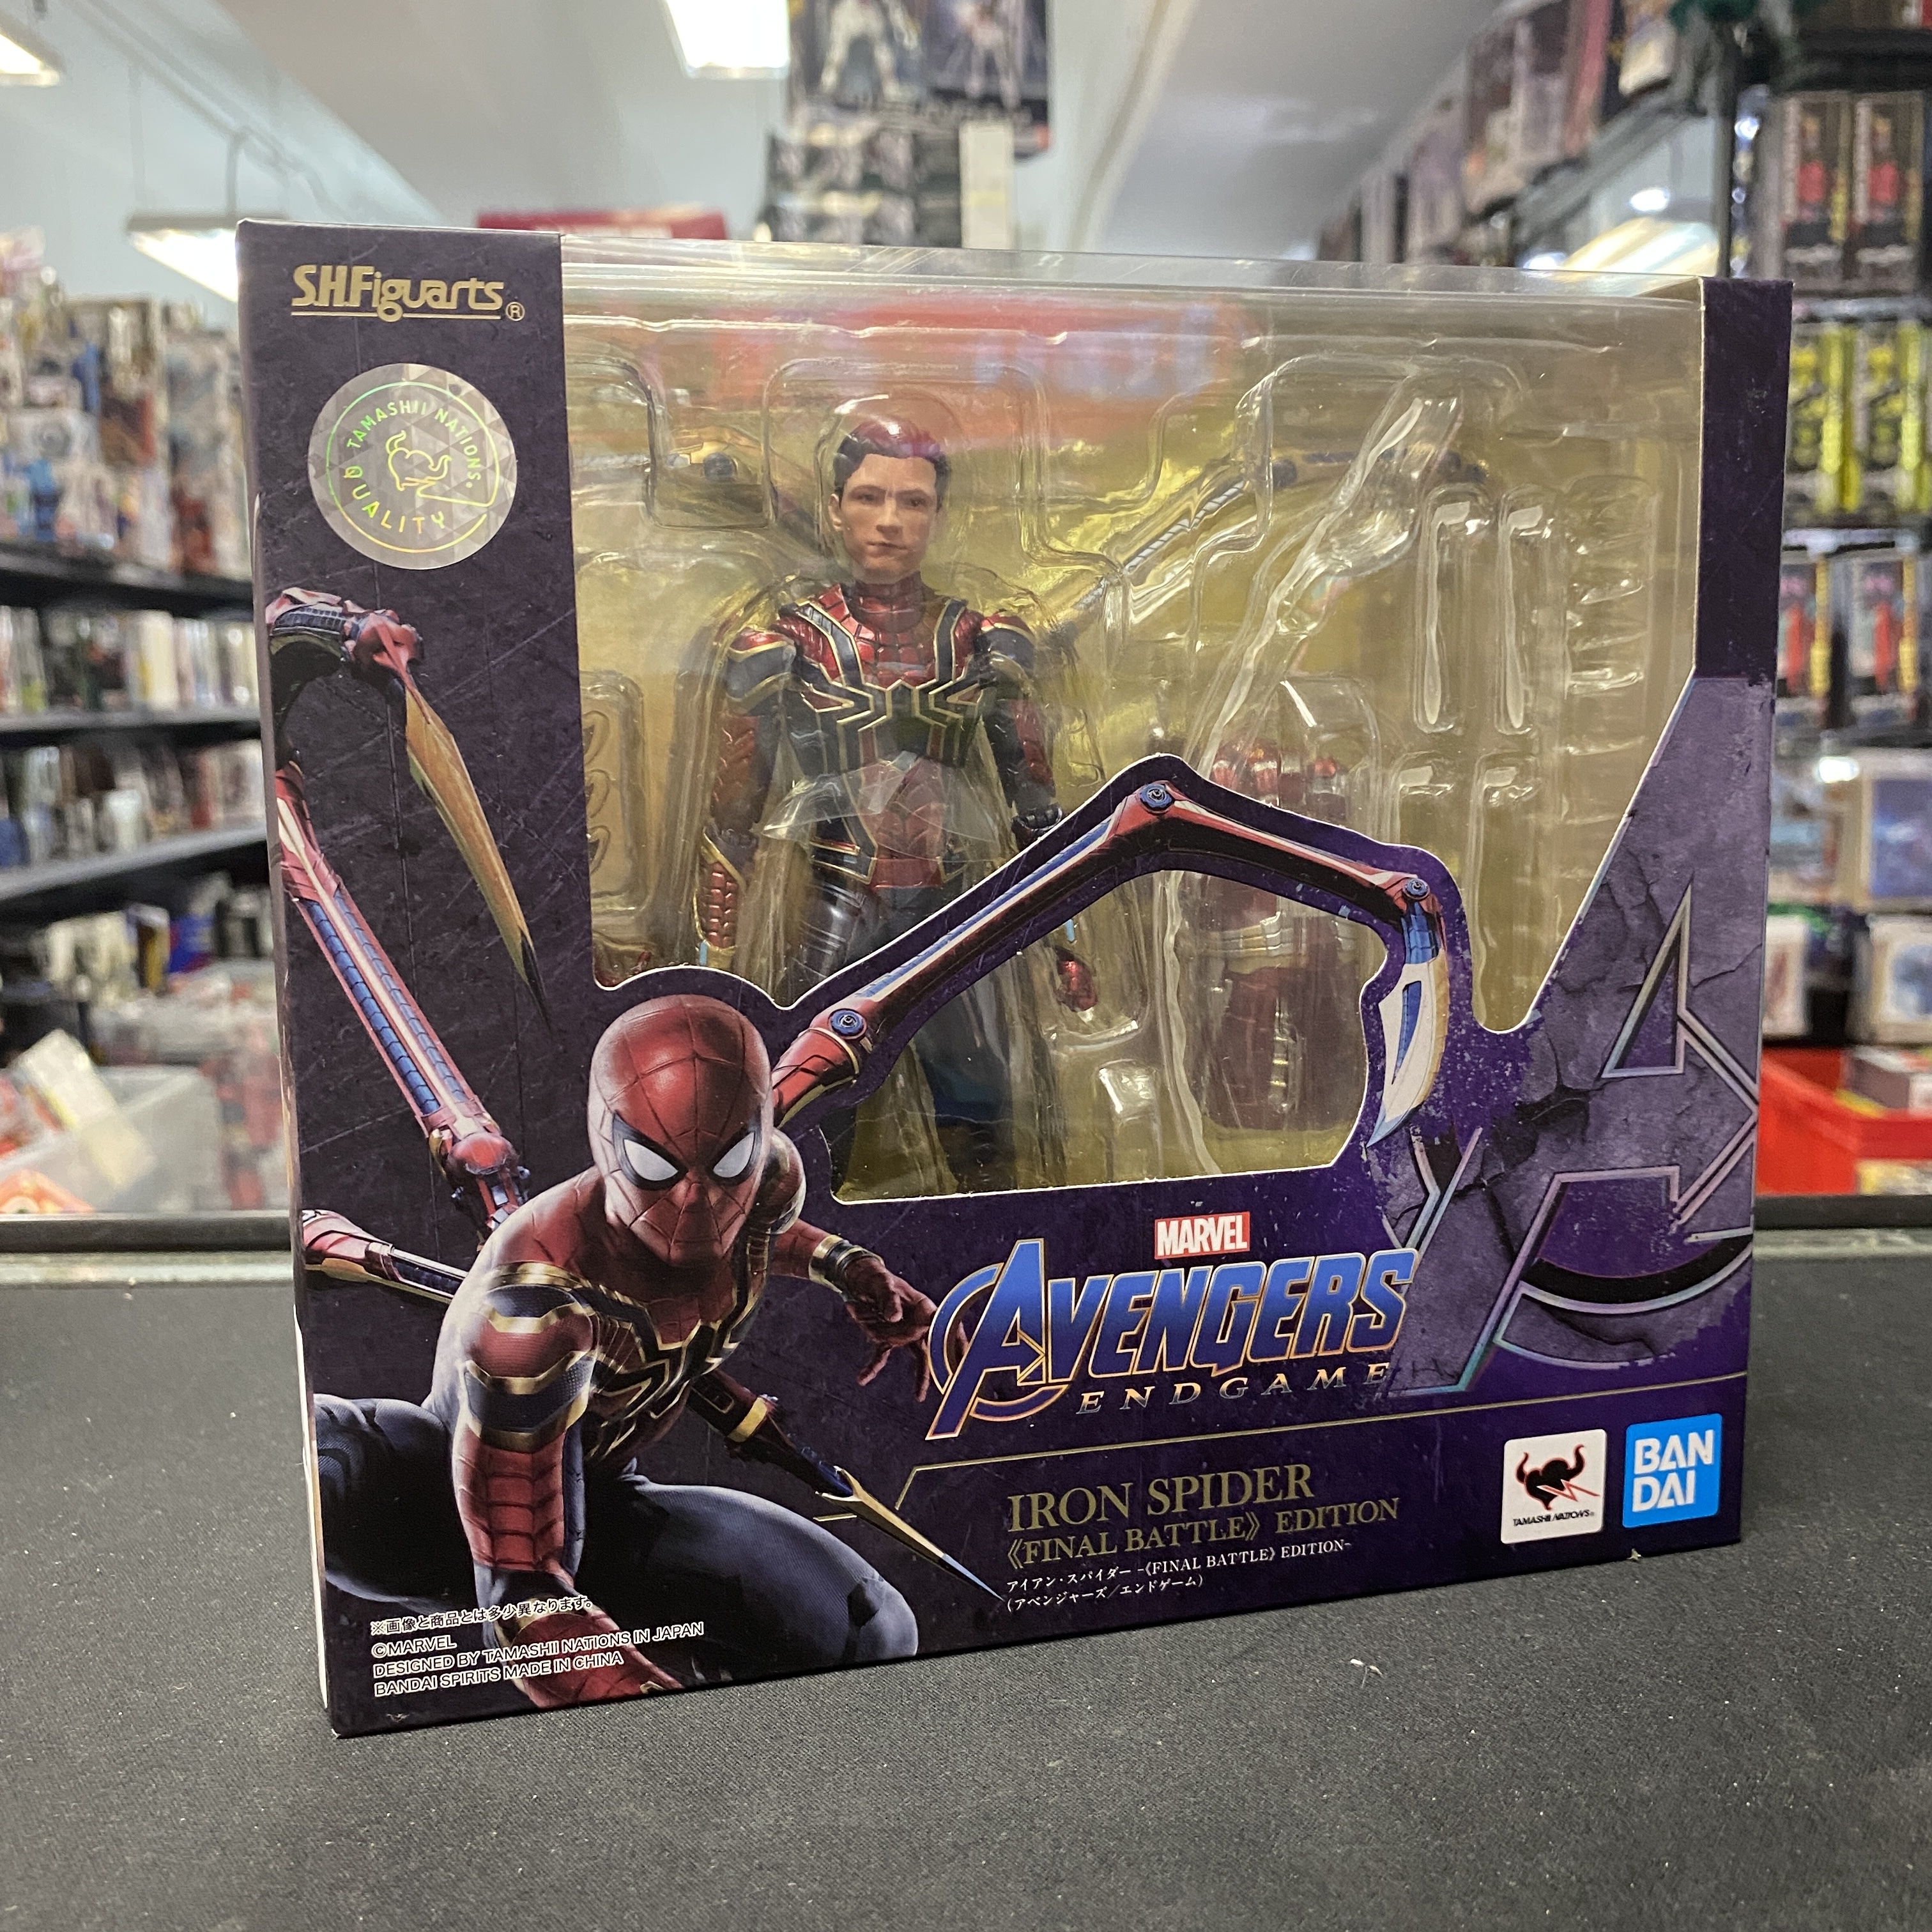 S.H.Figuarts®
TAMASHII NATIONS
QUALITY
MARVEL
AVENGERS
ENDGAME
IRON SPIDER
《FINAL BATTLE》 EDITION
アイアン・スパイダー -《FINAL BATTLE》EDITION-
(アベンジャーズ/エンドゲーム)
TAMASHII NATIONS®
BAN
DAI
※画像と商品とは多少異なります。
©MARVEL
DESIGNED BY TAMASHII NATIONS IN JAPAN
BANDAI SPIRITS MADE IN CHINA